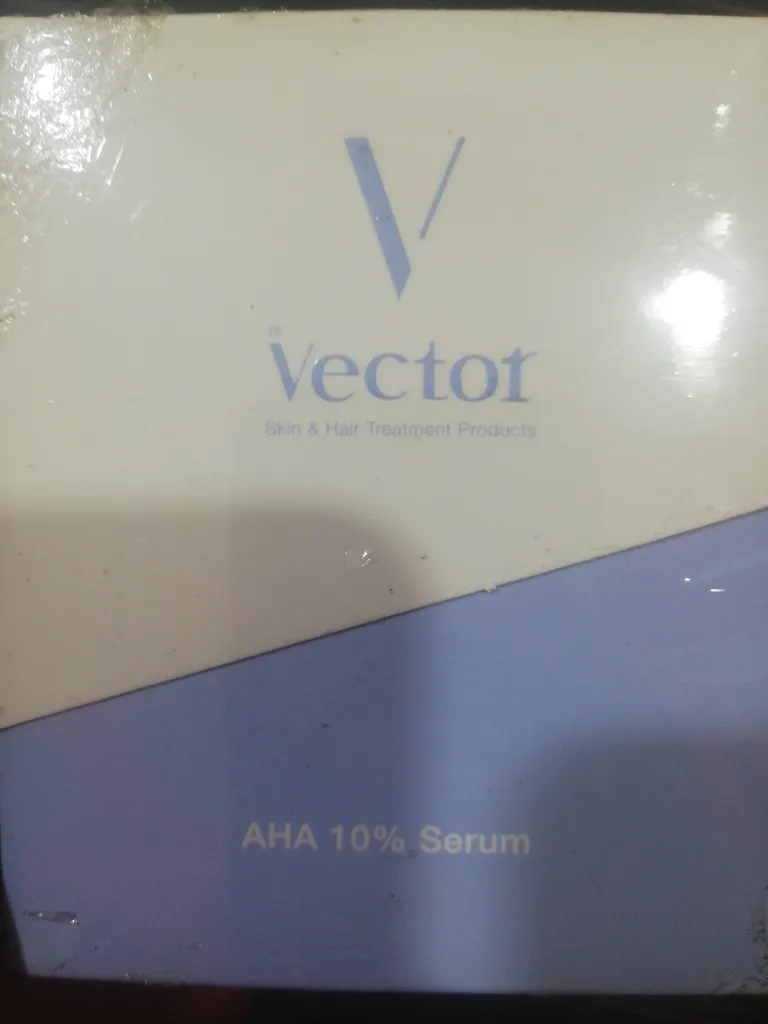 V
Vector
Skin & Hair Treatment Products
AHA 10% Serum